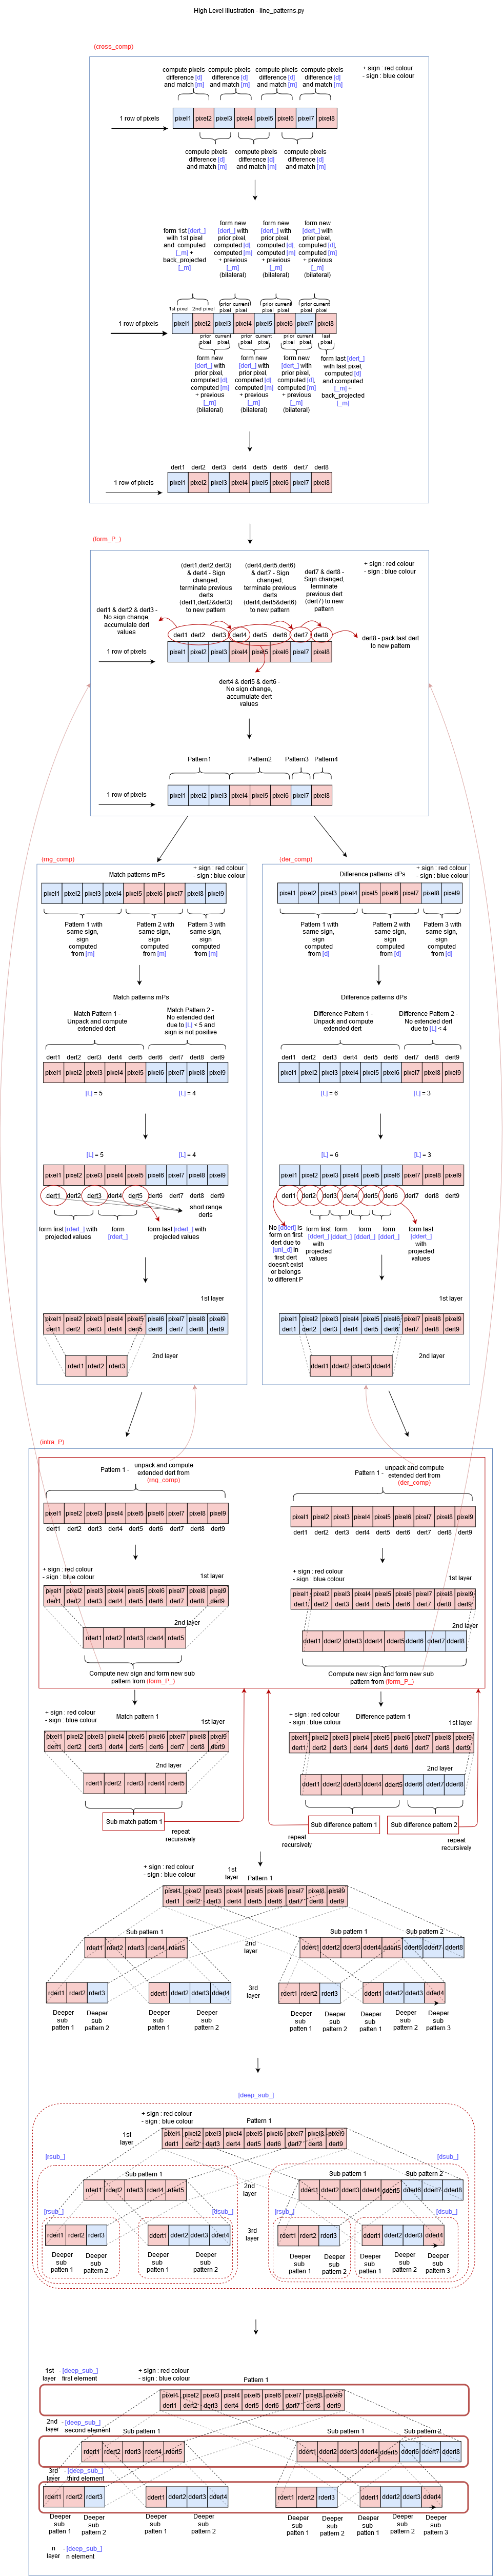 High Level Illustration - line_patterns.py
(cross_comp)
compute pixels difference [d] and match [m]
compute pixels difference [d] and match [m]
compute pixels difference [d] and match [m]
compute pixels difference [d] and match [m]
+ sign : red colour
- sign : blue colour
1 row of pixels
pixel1 pixel2 pixel3 pixel4 pixel5 pixel6 pixel7 pixel8
compute pixels difference [d] and match [m]
compute pixels difference [d] and match [m]
compute pixels difference [d] and match [m]
form 1st [dert_] with 1st pixel and computed [_m] + back_projected [_m]
form new [dert_] with prior pixel, computed [d], computed [m] + previous [_m] (bilateral)
form new [dert_] with prior pixel, computed [d], computed [m] + previous [_m] (bilateral)
form new [dert_] with prior pixel, computed [d], computed [m] + previous [_m] (bilateral)
1st pixel 2nd pixel prior pixel current pixel prior pixel current pixel prior pixel current pixel
1 row of pixels
pixel1 pixel2 pixel3 pixel4 pixel5 pixel6 pixel7 pixel8
prior pixel current pixel prior pixel current pixel prior pixel current pixel last pixel
form new [dert_] with prior pixel, computed [d], computed [m] + previous [_m] (bilateral)
form new [dert_] with prior pixel, computed [d], computed [m] + previous [_m] (bilateral)
form new [dert_] with prior pixel, computed [d], computed [m] + previous [_m] (bilateral)
form last [dert_] with last pixel, computed [d] and computed [_m] + back_projected [_m]
dert1 dert2 dert3 dert4 dert5 dert6 dert7 dert8
1 row of pixels
pixel1 pixel2 pixel3 pixel4 pixel5 pixel6 pixel7 pixel8
(form_P_)
(dert1,dert2,dert3) & dert4 - Sign changed, terminate previous derts (dert1,dert2&dert3) to new pattern
(dert4,dert5,dert6) & dert7 - Sign changed, terminate previous derts (dert4,dert5&dert6) to new pattern
dert7 & dert8 - Sign changed, terminate previous dert (dert7) to new pattern
+ sign : red colour
- sign : blue colour
dert1 & dert2 & dert3 - No sign change, accumulate dert values
dert1 dert2 dert3 dert4 dert5 dert6 dert7 dert8
dert8 - pack last dert to new pattern
1 row of pixels
pixel1 pixel2 pixel3 pixel4 pixel5 pixel6 pixel7 pixel8
dert4 & dert5 & dert6 - No sign change, accumulate dert values
Pattern1 Pattern2 Pattern3 Pattern4
1 row of pixels
pixel1 pixel2 pixel3 pixel4 pixel5 pixel6 pixel7 pixel8
(rng_comp)
Match patterns mPs
+ sign : red colour
- sign : blue colour
pixel1 pixel2 pixel3 pixel4 pixel5 pixel6 pixel7 pixel8 pixel9
Pattern 1 with same sign, sign computed from [m]
Pattern 2 with same sign, sign computed from [m]
Pattern 3 with same sign, sign computed from [m]
Match patterns mPs
Match Pattern 1 - Unpack and compute extended dert
Match Pattern 2 - No extended dert due to [L] < 5 and sign is not positive
dert1 dert2 dert3 dert4 dert5 dert6 dert7 dert8 dert9
pixel1 pixel2 pixel3 pixel4 pixel5 pixel6 pixel7 pixel8 pixel9
[L] = 5 [L] = 4
[L] = 5 [L] = 4
pixel1 pixel2 pixel3 pixel4 pixel5 pixel6 pixel7 pixel8 pixel9
dert1 dert2 dert3 dert4 dert5 dert6 dert7 dert8 dert9
short range derts
form first [rdert_] with projected values
form [rdert_]
form last [rdert_] with projected values
1st layer
pixel1 pixel2 pixel3 pixel4 pixel5 pixel6 pixel7 pixel8 pixel9
dert1 dert2 dert3 dert4 dert5 dert6 dert7 dert8 dert9
2nd layer
rdert1 rdert2 rdert3
(der_comp)
Difference patterns dPs
+ sign : red colour
- sign : blue colour
pixel1 pixel2 pixel3 pixel4 pixel5 pixel6 pixel7 pixel8 pixel9
Pattern 1 with same sign, sign computed from [d]
Pattern 2 with same sign, sign computed from [d]
Pattern 3 with same sign, sign computed from [d]
Difference patterns dPs
Difference Pattern 1 - Unpack and compute extended dert
Difference Pattern 2 - No extended dert due to [L] < 4
dert1 dert2 dert3 dert4 dert5 dert6 dert7 dert8 dert9
pixel1 pixel2 pixel3 pixel4 pixel5 pixel6 pixel7 pixel8 pixel9
[L] = 6 [L] = 3
[L] = 6 [L] = 3
pixel1 pixel2 pixel3 pixel4 pixel5 pixel6 pixel7 pixel8 pixel9
dert1 dert2 dert3 dert4 dert5 dert6 dert7 dert8 dert9
No [ddert] is form on first dert due to [uni_d] in first dert doesn't exist or belongs to different P
form first [ddert_] with projected values
form [ddert_]
form [ddert_]
form [ddert_]
form last [ddert_] with projected values
1st layer
pixel1 pixel2 pixel3 pixel4 pixel5 pixel6 pixel7 pixel8 pixel9
dert1 dert2 dert3 dert4 dert5 dert6 dert7 dert8 dert9
2nd layer
ddert1 ddert2 ddert3 ddert4
(intra_P)
Pattern 1 - unpack and compute extended dert from (rng_comp)
pixel1 pixel2 pixel3 pixel4 pixel5 pixel6 pixel7 pixel8 pixel9
dert1 dert2 dert3 dert4 dert5 dert6 dert7 dert8 dert9
+ sign : red colour
- sign : blue colour
1st layer
pixel1 pixel2 pixel3 pixel4 pixel5 pixel6 pixel7 pixel8 pixel9
dert1 dert2 dert3 dert4 dert5 dert6 dert7 dert8 dert9
2nd layer
rdert1 rdert2 rdert3 rdert4 rdert5
Compute new sign and form new sub pattern from (form_P_)
Pattern 1 - unpack and compute extended dert from (der_comp)
pixel1 pixel2 pixel3 pixel4 pixel5 pixel6 pixel7 pixel8 pixel9
dert1 dert2 dert3 dert4 dert5 dert6 dert7 dert8 dert9
+ sign : red colour
- sign : blue colour
1st layer
pixel1 pixel2 pixel3 pixel4 pixel5 pixel6 pixel7 pixel8 pixel9
dert1 dert2 dert3 dert4 dert5 dert6 dert7 dert8 dert9
2nd layer
ddert1 ddert2 ddert3 ddert4 ddert5 ddert6 ddert7 ddert8
Compute new sign and form new sub pattern from (form_P_)
+ sign : red colour
- sign : blue colour
Match pattern 1
1st layer
pixel1 pixel2 pixel3 pixel4 pixel5 pixel6 pixel7 pixel8 pixel9
dert1 dert2 dert3 dert4 dert5 dert6 dert7 dert8 dert9
2nd layer
rdert1 rdert2 rdert3 rdert4 rdert5
Sub match pattern 1
repeat recursively
+ sign : red colour
- sign : blue colour
Difference pattern 1
1st layer
pixel1 pixel2 pixel3 pixel4 pixel5 pixel6 pixel7 pixel8 pixel9
dert1 dert2 dert3 dert4 dert5 dert6 dert7 dert8 dert9
2nd layer
ddert1 ddert2 ddert3 ddert4 ddert5 ddert6 ddert7 ddert8
Sub difference pattern 1
Sub difference pattern 2
repeat recursively
repeat recursively
+ sign : red colour
- sign : blue colour
1st layer
Pattern 1
pixel1 pixel2 pixel3 pixel4 pixel5 pixel6 pixel7 pixel8 pixel9
dert1 dert2 dert3 dert4 dert5 dert6 dert7 dert8 dert9
Sub pattern 1
2nd layer
Sub pattern 1
Sub pattern 2
rdert1 rdert2 rdert3 rdert4 rdert5
ddert1 ddert2 ddert3 ddert4 ddert5 ddert6 ddert7 ddert8
3rd layer
rdert1 rdert2 rdert3
ddert1 ddert2 ddert3 ddert4
rdert1 rdert2 rdert3
ddert1 ddert2 ddert3 ddert4
Deeper sub patten 1
Deeper sub pattern 2
Deeper sub patten 1
Deeper sub pattern 2
Deeper sub patten 1
Deeper sub pattern 2
Deeper sub patten 1
Deeper sub pattern 2
Deeper sub pattern 3
[deep_sub_]
+ sign : red colour
- sign : blue colour
Pattern 1
1st layer
pixel1 pixel2 pixel3 pixel4 pixel5 pixel6 pixel7 pixel8 pixel9
dert1 dert2 dert3 dert4 dert5 dert6 dert7 dert8 dert9
[rsub_]
[dsub_]
Sub pattern 1
2nd layer
Sub pattern 1
Sub pattern 2
rdert1 rdert2 rdert3 rdert4 rdert5
ddert1 ddert2 ddert3 ddert4 ddert5 ddert6 ddert7 ddert8
[rsub_] [dsub_] [rsub_] [dsub_]
3rd layer
rdert1 rdert2 rdert3
ddert1 ddert2 ddert3 ddert4
rdert1 rdert2 rdert3
ddert1 ddert2 ddert3 ddert4
Deeper sub patten 1
Deeper sub pattern 2
Deeper sub patten 1
Deeper sub pattern 2
Deeper sub patten 1
Deeper sub pattern 2
Deeper sub patten 1
Deeper sub pattern 2
Deeper sub pattern 3
1st layer - [deep_sub_] first element
+ sign : red colour
- sign : blue colour
Pattern 1
pixel1 pixel2 pixel3 pixel4 pixel5 pixel6 pixel7 pixel8 pixel9
dert1 dert2 dert3 dert4 dert5 dert6 dert7 dert8 dert9
2nd layer - [deep_sub_] second element
Sub pattern 1
Sub pattern 1
Sub pattern 2
rdert1 rdert2 rdert3 rdert4 rdert5
ddert1 ddert2 ddert3 ddert4 ddert5 ddert6 ddert7 ddert8
3rd layer - [deep_sub_] third element
rdert1 rdert2 rdert3
ddert1 ddert2 ddert3 ddert4
rdert1 rdert2 rdert3
ddert1 ddert2 ddert3 ddert4
Deeper sub patten 1
Deeper sub pattern 2
Deeper sub patten 1
Deeper sub pattern 2
Deeper sub patten 1
Deeper sub pattern 2
Deeper sub patten 1
Deeper sub pattern 2
Deeper sub pattern 3
n layer - [deep_sub_] n element